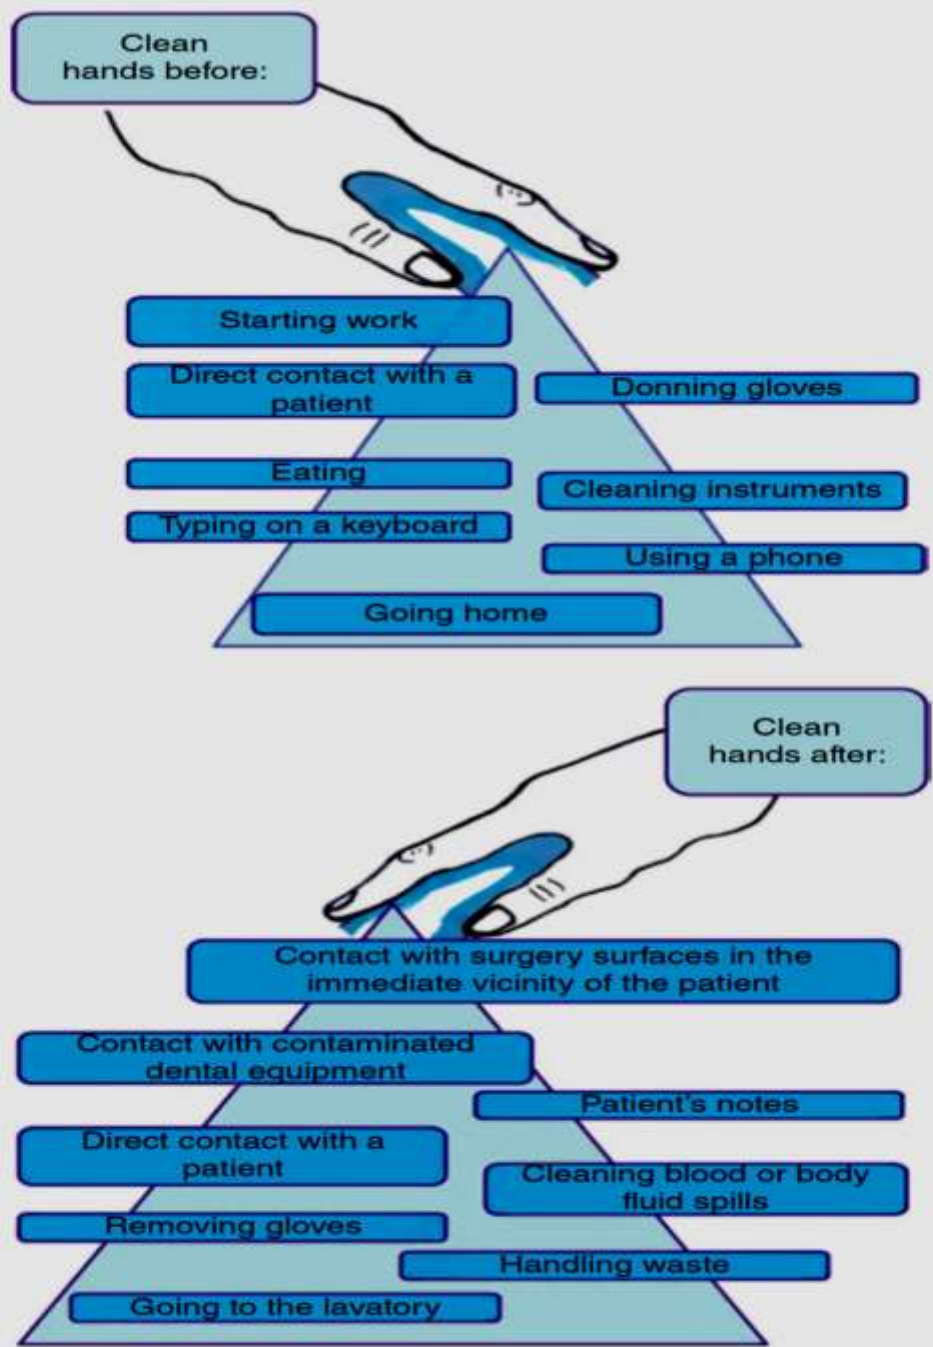 Clean
hands before:
Starting work
Direct contact with a
patient
Donning gloves
Eating
Cleaning instruments
Typing on a keyboard
Using a phone
Going home
Clean
hands after:
Contact with surgery surfaces in the
immediate vicinity of the patient
Contact with contaminated
dental equipment
Patient's notes
Direct contact with a
patient
Cleaning blood or body
fluid spills
Removing gloves
Handling waste
Going to the lavatory